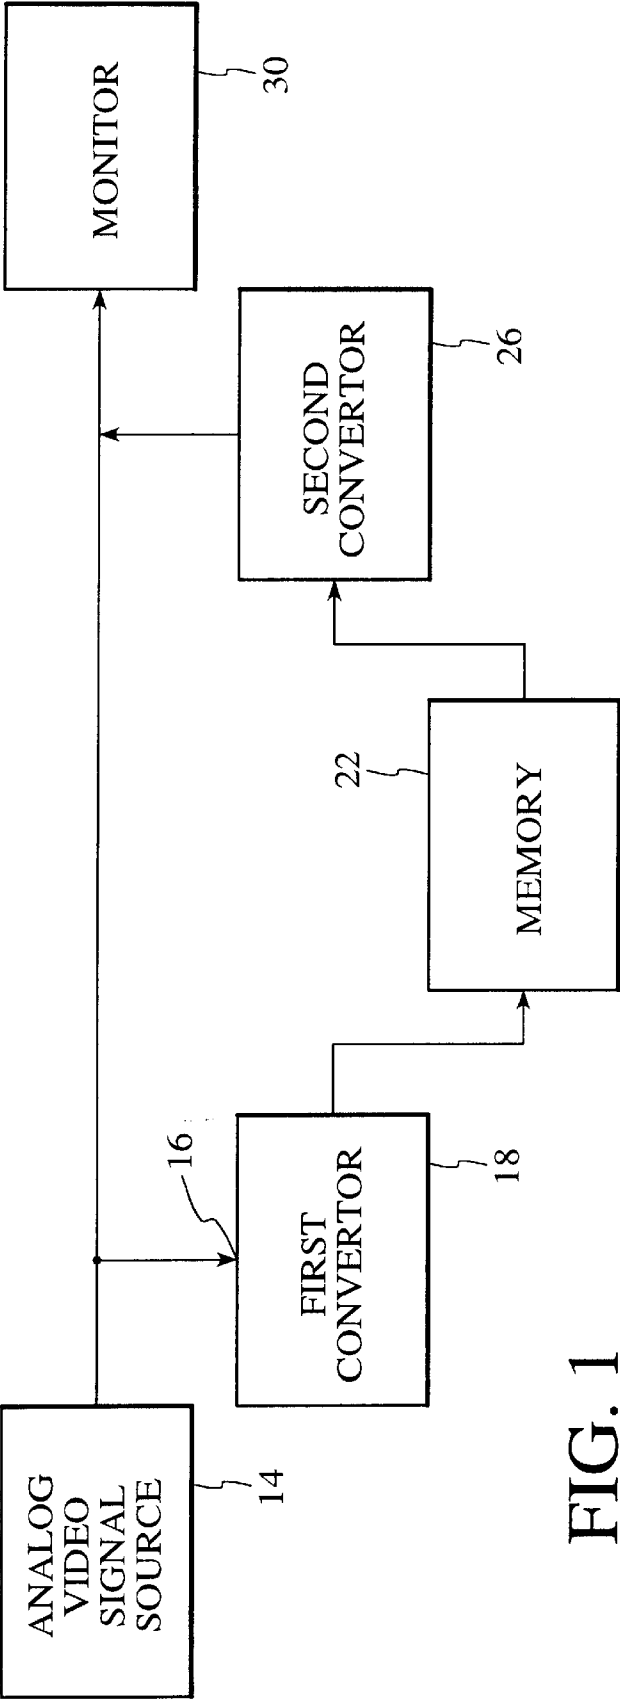 ANALOG
VIDEO
SIGNAL
SOURCE
14
MONITOR
30
16
FIRST
CONVERTOR
18
SECOND
CONVERTOR
26
22
MEMORY
FIG. 1